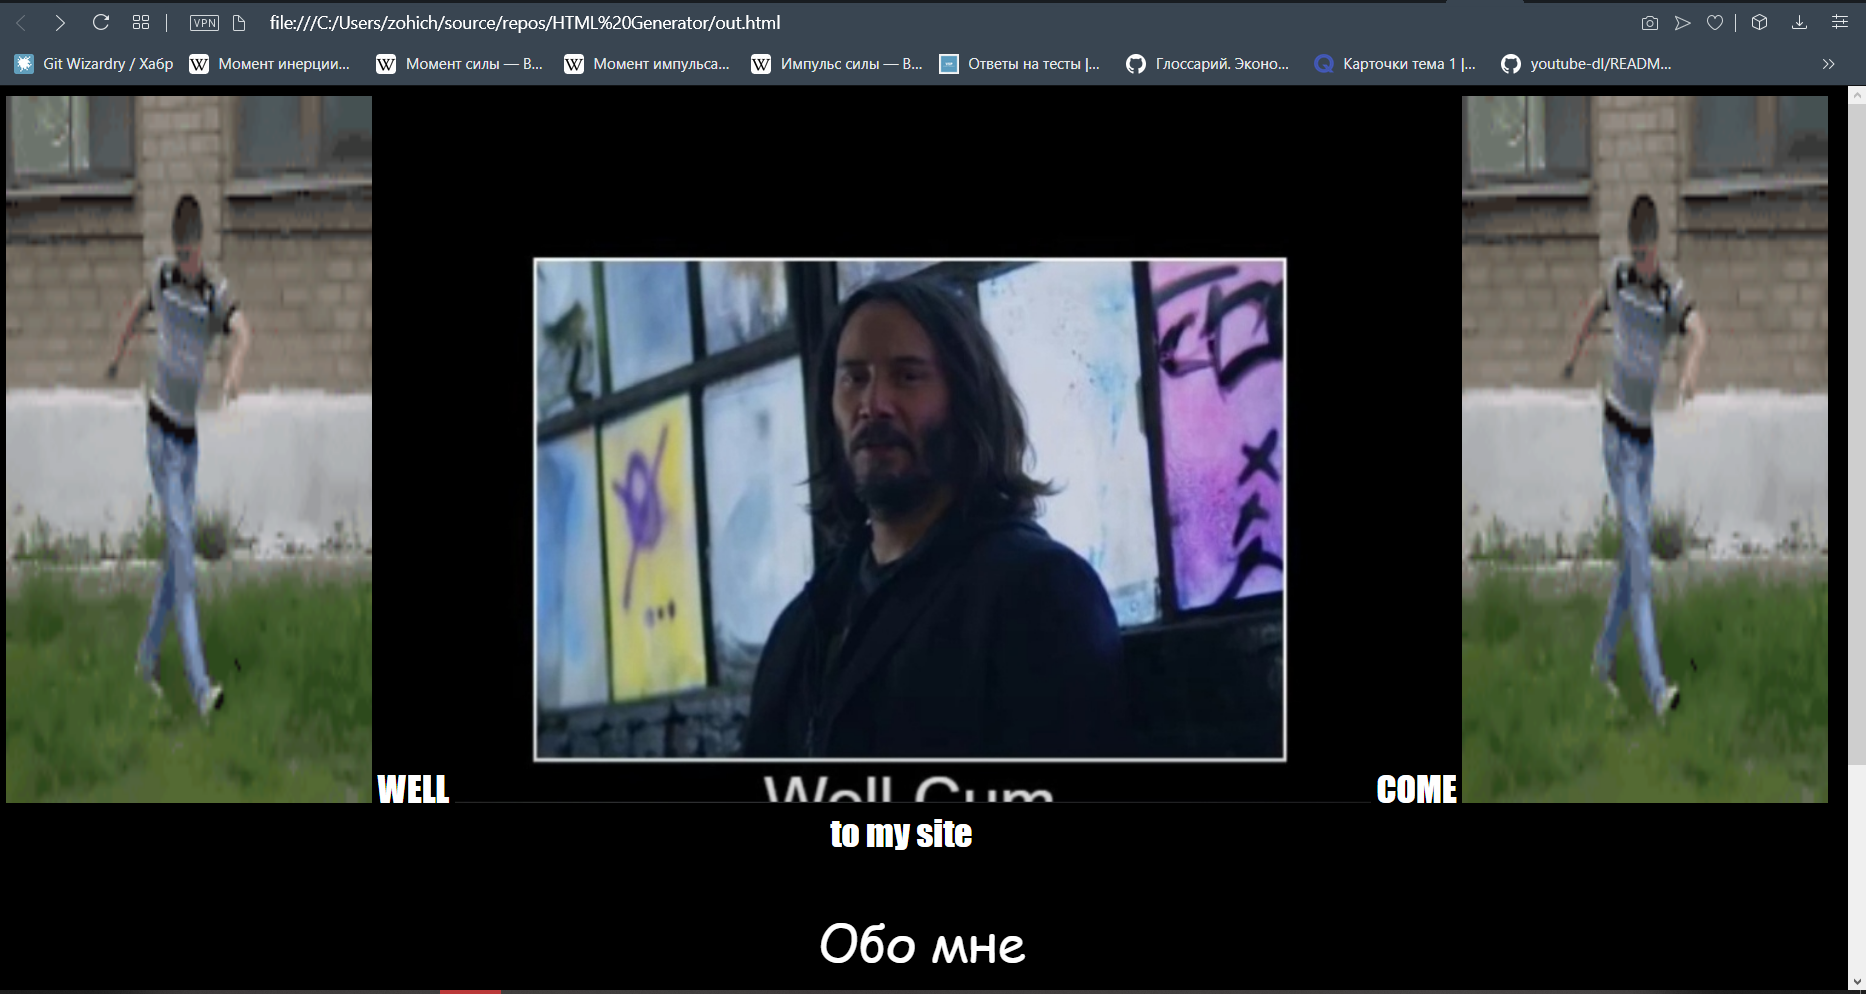 VPN file:///C:/Users/zohich/source/repos/HTML%20Generator/out.html
Git Wizardry / Хабр W Момент инерции... W Момент силы — В... W Момент импульса... W Импульс силы — В... Ответы на тесты |... Глоссарий. Эконо... Карточки тема 1 |... youtube-dl/READM...
Well Cum
WELL COME
to my site
Обо мне